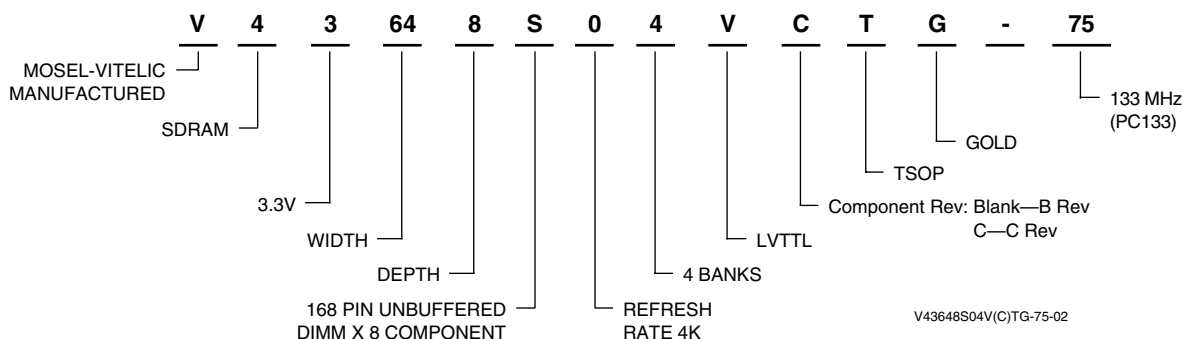 V 4 3 64 8 S 0 4 V C T G - 75
MOSEL-VITELIC
MANUFACTURED
133 MHz
(PC133)
SDRAM
GOLD
TSOP
3.3V
Component Rev: Blank—B Rev
C—C Rev
WIDTH
LVTTL
DEPTH
4 BANKS
168 PIN UNBUFFERED
DIMM X 8 COMPONENT
REFRESH
RATE 4K
V43648S04V(C)TG-75-02